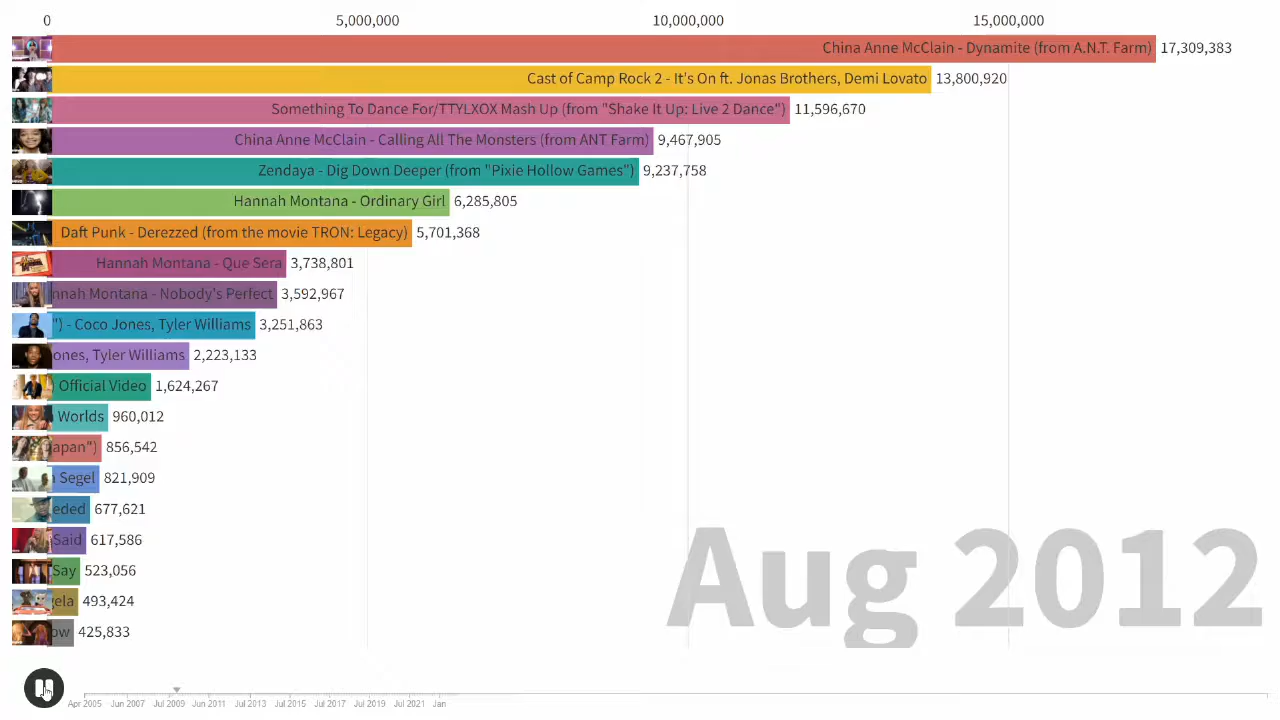 0 5,000,000 10,000,000 15,000,000
China Anne McClain - Dynamite (from A.N.T. Farm) 17,309,383
Cast of Camp Rock 2 - It's On ft. Jonas Brothers, Demi Lovato 13,800,920
Something To Dance For/TTYLXOX Mash Up (from "Shake It Up: Live 2 Dance") 11,596,670
China Anne McClain - Calling All The Monsters (from ANT Farm) 9,467,905
Zendaya - Dig Down Deeper (from "Pixie Hollow Games") 9,237,758
Hannah Montana - Ordinary Girl 6,285,805
Daft Punk - Derezzed (from the movie TRON: Legacy) 5,701,368
Hannah Montana - Que Sera 3,738,801
nnah Montana - Nobody's Perfect 3,592,967
") - Coco Jones, Tyler Williams 3,251,863
ones, Tyler Williams 2,223,133
Official Video 1,624,267
Worlds 960,012
apan") 856,542
Segel 821,909
eded 677,621
Said 617,586
Say 523,056
ela 493,424
ow 425,833
Aug 2012
Apr 2005 Jun 2007 Jul 2009 Jun 2011 Jul 2013 Jul 2015 Jul 2017 Jul 2019 Jul 2021 Jan